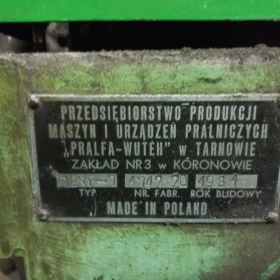 PRZEDSIĘBIORSTWO PRODUKCJI
MASZYN I URZĄDZEŃ PRALNICZYCH
„PRALFA-WUTEH" W TARNOWIE
ZAKŁAD NR 3 W KORONOWIE
1981
TYP NR. FABR. ROK BUDOWY
MADE IN POLAND